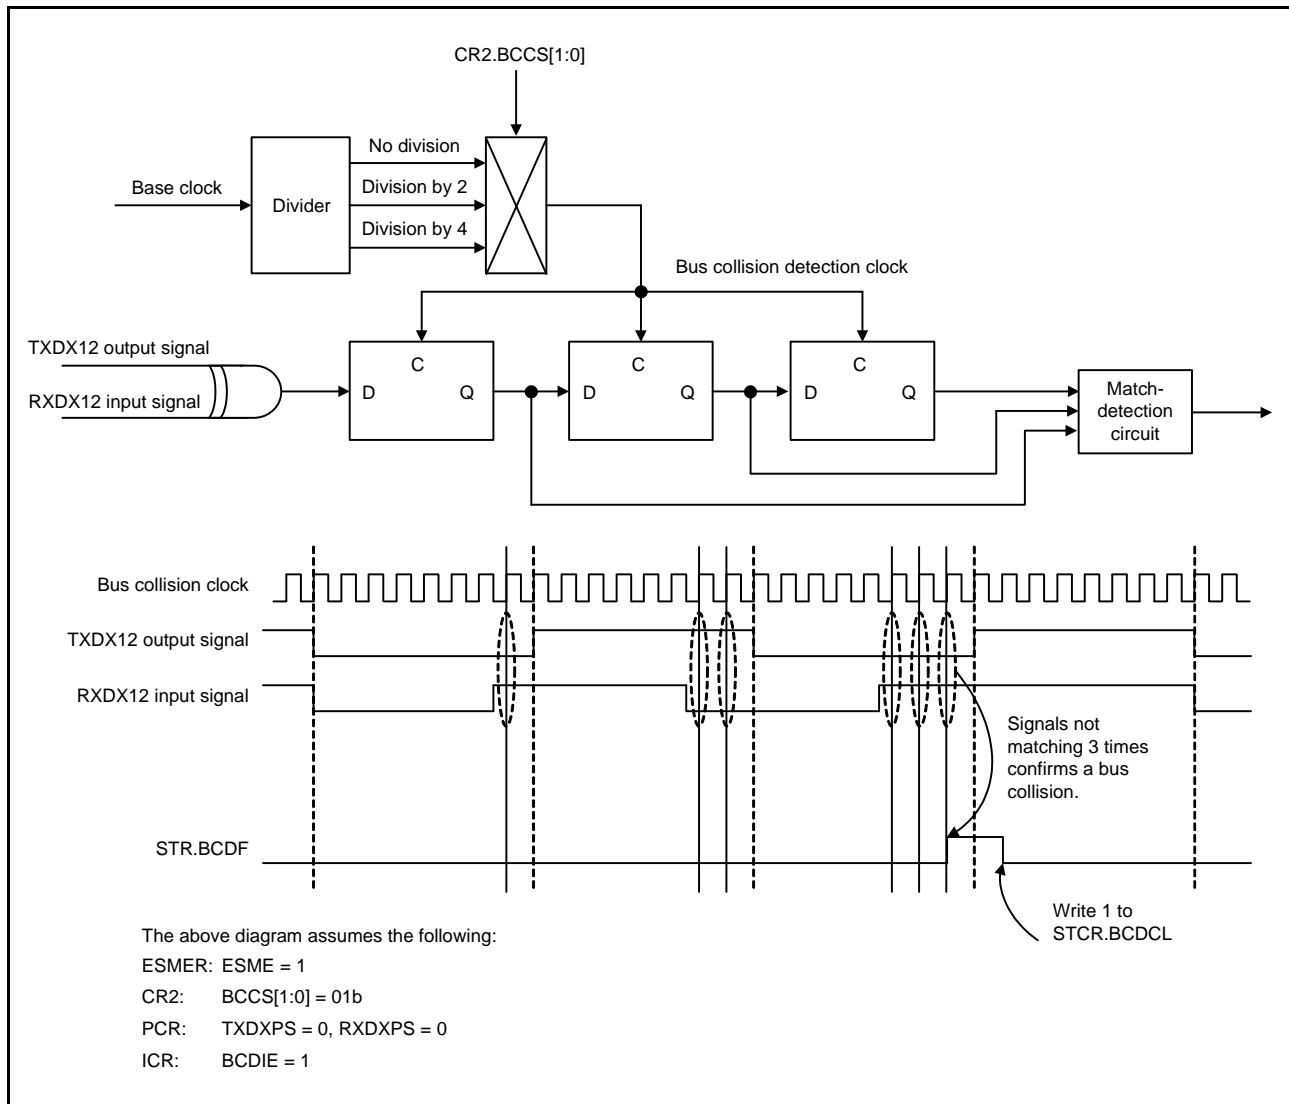 CR2.BCCS[1:0]
No division
Base clock
Divider
Division by 2
Division by 4
Bus collision detection clock
TXDX12 output signal
RXDX12 input signal
C
D
Q
C
D
Q
C
D
Q
Match-
detection
circuit
Bus collision clock
TXDX12 output signal
RXDX12 input signal
Signals not
matching 3 times
confirms a bus
collision.
STR.BCDF
Write 1 to
STCR.BCDCL
The above diagram assumes the following:
ESMER: ESME = 1
CR2: BCCS[1:0] = 01b
PCR: TXDXPS = 0, RXDXPS = 0
ICR: BCDIE = 1